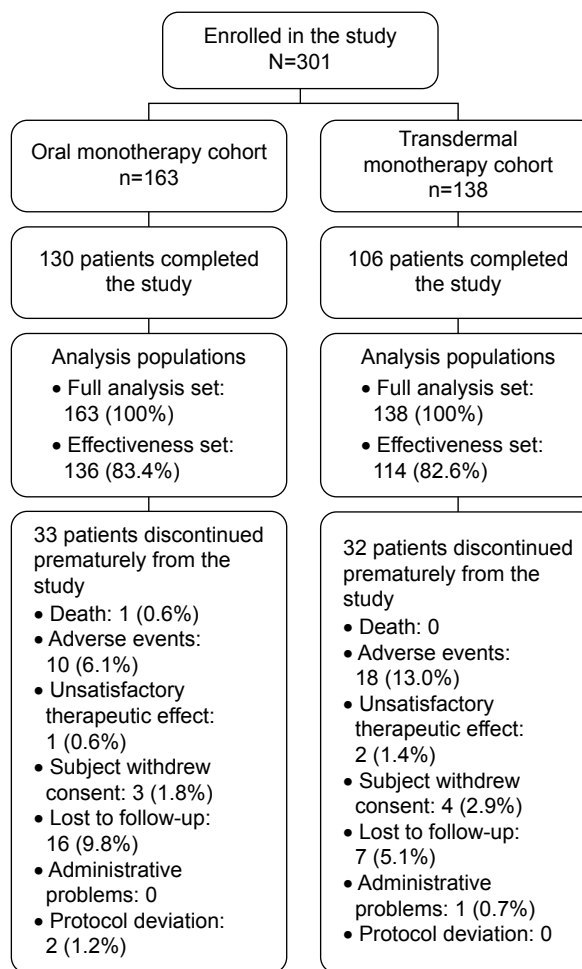 Enrolled in the study
N=301
Oral monotherapy cohort
n=163
Transdermal
monotherapy cohort
n=138
130 patients completed
the study
106 patients completed
the study
Analysis populations
• Full analysis set:
163 (100%)
• Effectiveness set:
136 (83.4%)
Analysis populations
• Full analysis set:
138 (100%)
• Effectiveness set:
114 (82.6%)
33 patients discontinued
prematurely from the
study
• Death: 1 (0.6%)
• Adverse events:
10 (6.1%)
• Unsatisfactory
therapeutic effect:
1 (0.6%)
• Subject withdrew
consent: 3 (1.8%)
• Lost to follow-up:
16 (9.8%)
• Administrative
problems: 0
• Protocol deviation:
2 (1.2%)
32 patients discontinued
prematurely from the
study
• Death: 0
• Adverse events:
18 (13.0%)
• Unsatisfactory
therapeutic effect:
2 (1.4%)
• Subject withdrew
consent: 4 (2.9%)
• Lost to follow-up:
7 (5.1%)
• Administrative
problems: 1 (0.7%)
• Protocol deviation: 0